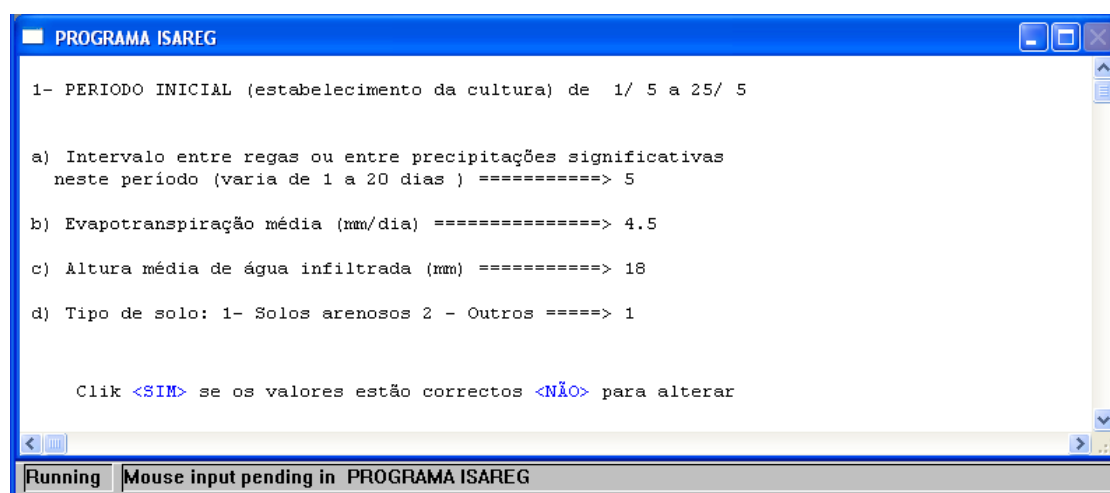 PROGRAMA ISAREG
1- PERIODO INICIAL (estabelecimento da cultura) de 1/ 5 a 25/ 5
a) Intervalo entre regas ou entre precipitações significativas
neste período (varia de 1 a 20 dias ) ===========> 5
b) Evapotranspiração média (mm/dia) ===============> 4.5
c) Altura média de água infiltrada (mm) ===========> 18
d) Tipo de solo: 1- Solos arenosos 2 - Outros =====> 1
Clik <SIM> se os valores estão correctos <NÃO> para alterar
Running Mouse input pending in PROGRAMA ISAREG